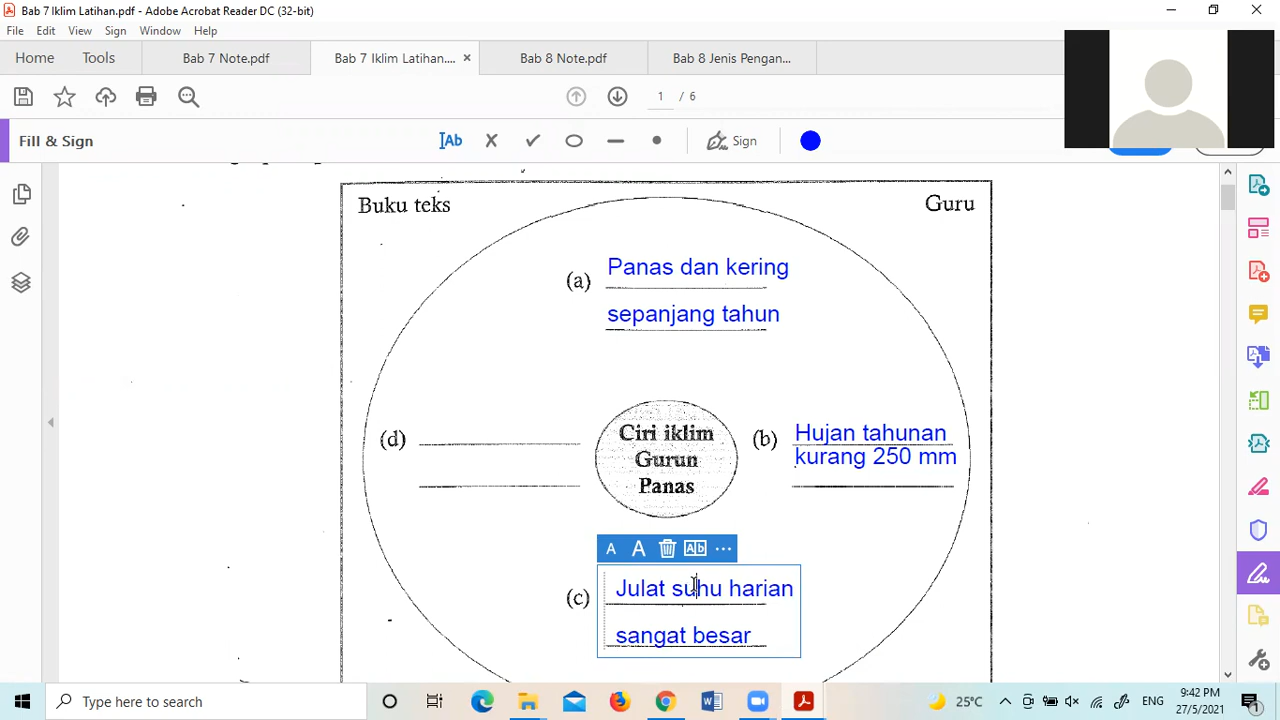 Bab 7 Iklim Latihan.pdf - Adobe Acrobat Reader DC (32-bit)
File Edit View Sign Window Help
Home Tools Bab 7 Note.pdf Bab 7 Iklim Latihan.... × Bab 8 Note.pdf Bab 8 Jenis Pengan...
1 / 6
Fill & Sign Ab Sign
Buku teks Guru
(a) Panas dan kering
sepanjang tahun
(d)
Ciri iklim
Gurun
Panas
(b) Hujan tahunan
kurang 250 mm
A A Ab ...
(c) Julat suhu harian
sangat besar
Type here to search
25°C ENG 9:42 PM
27/5/2021